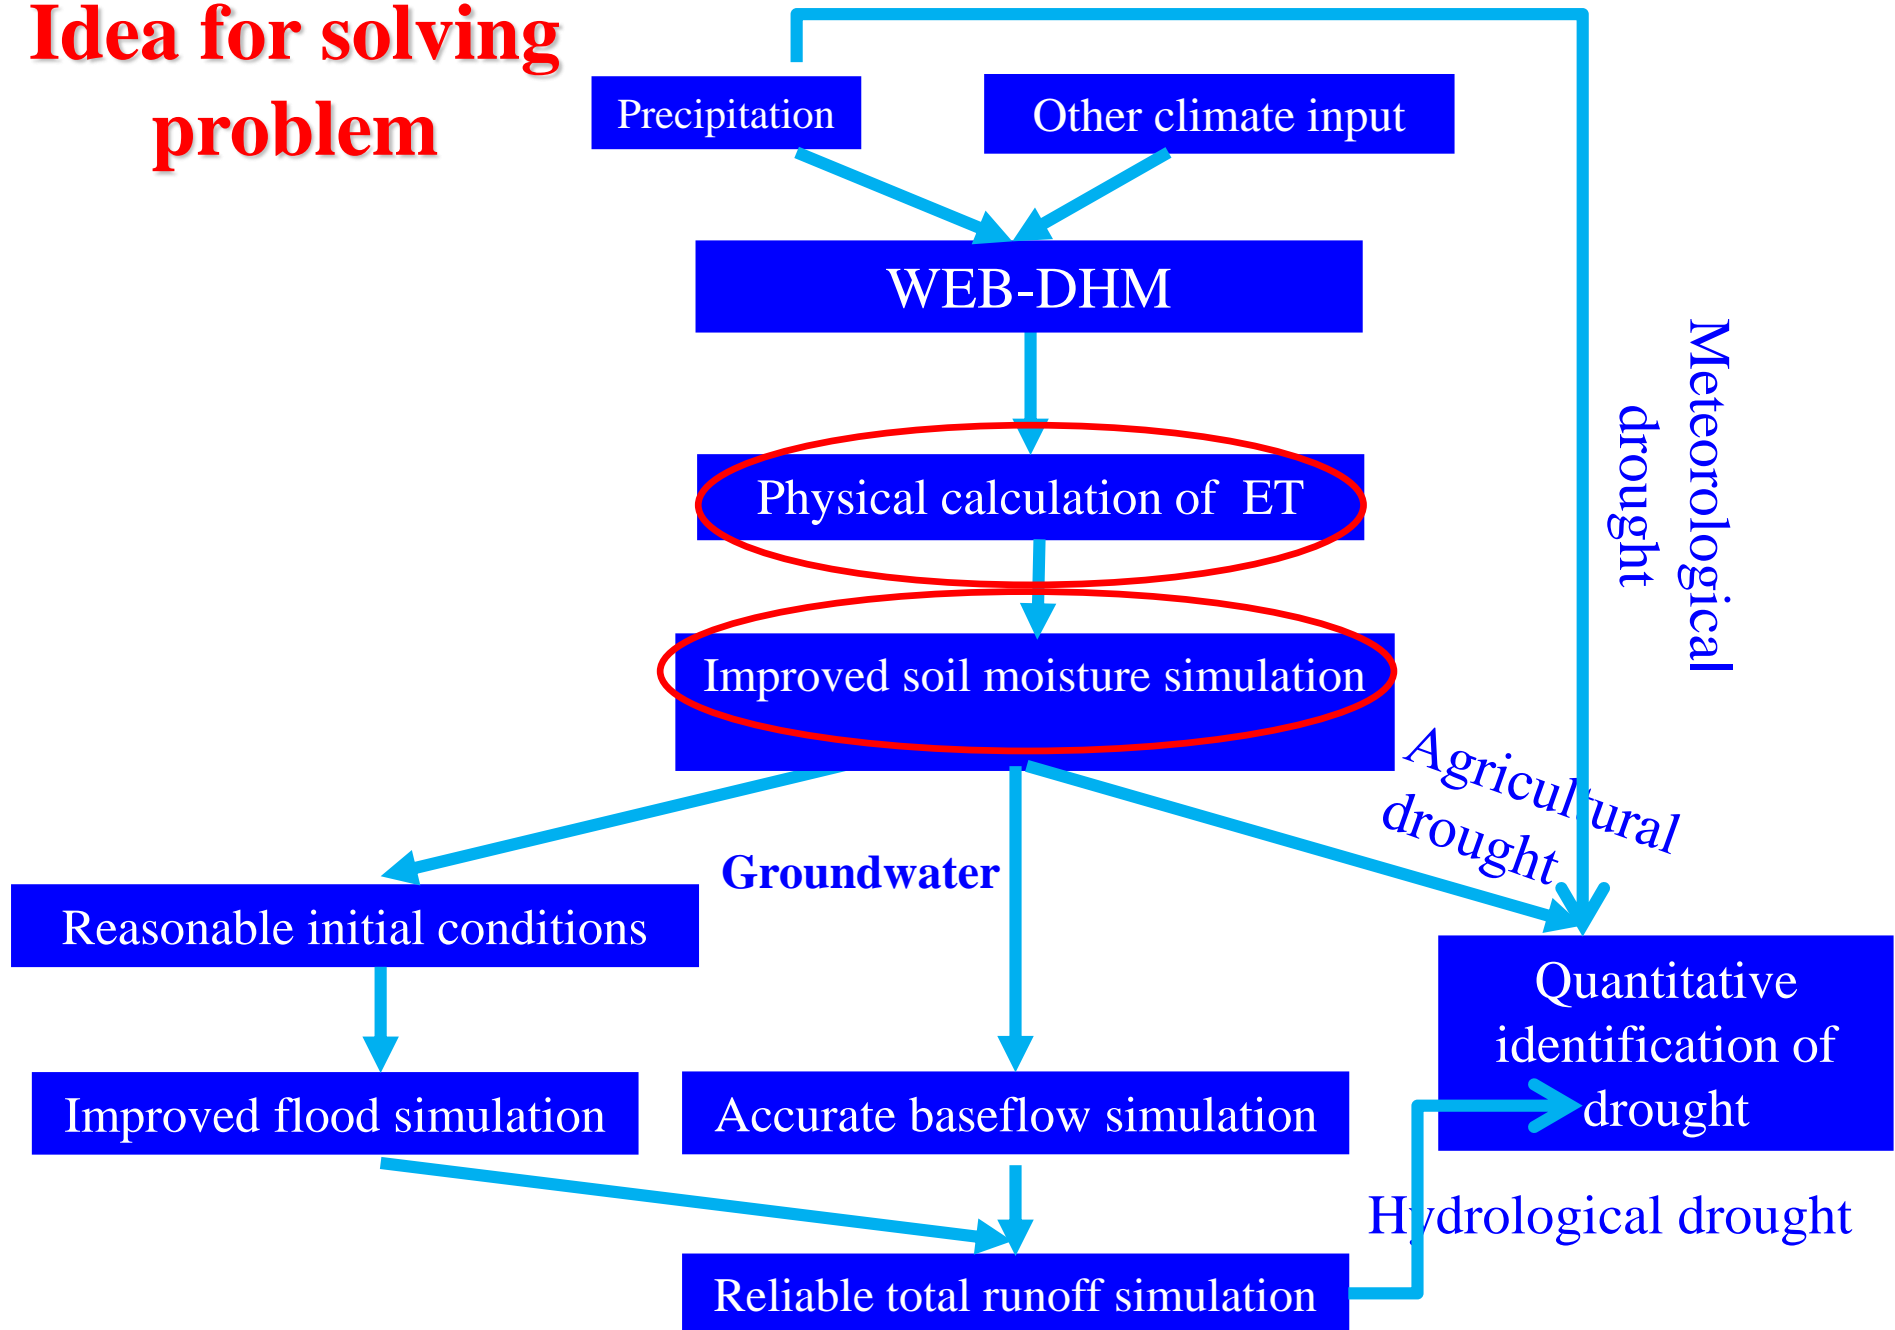 Idea for solving
problem
Precipitation
Other climate input
WEB-DHM
Physical calculation of  ET
Improved soil moisture simulation
Meteorological
drought
Agricultural
drought
Groundwater
Reasonable initial conditions
Quantitative
identification of
drought
Improved flood simulation
Accurate baseflow simulation
Hydrological drought
Reliable total runoff simulation